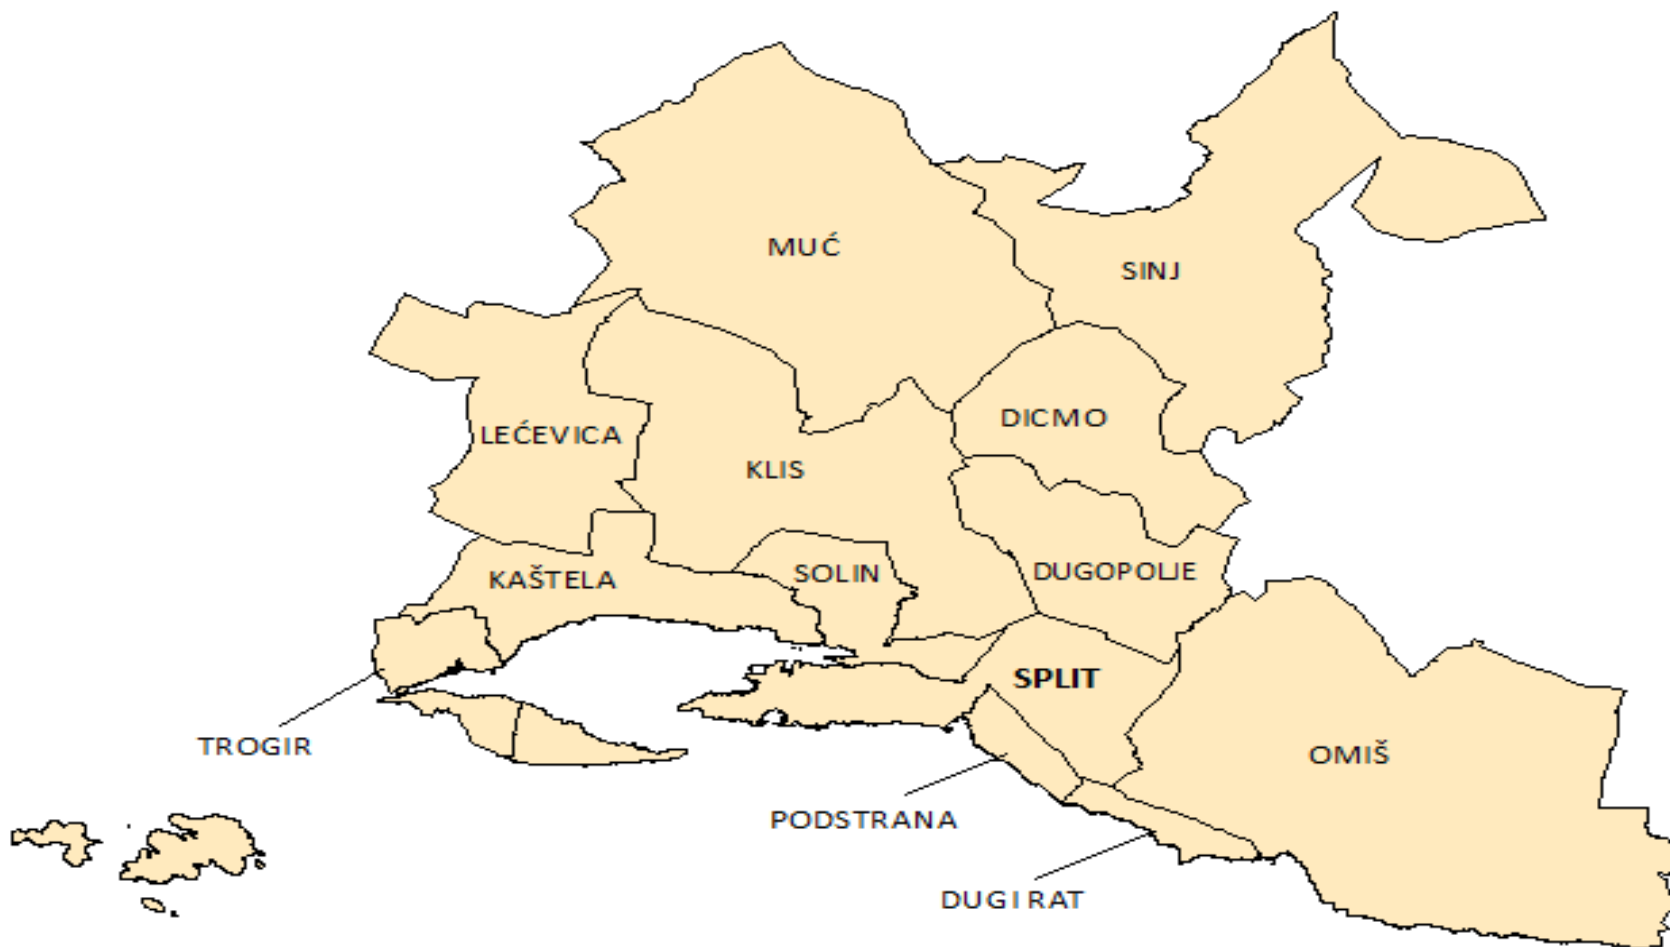 MUĆ
SINJ
DICMO
LEĆEVICA
KLIS
SOLIN
DUGOPOLJE
KAŠTELA
SPLIT
TROGIR
OMIŠ
PODSTRANA
DUGI RAT